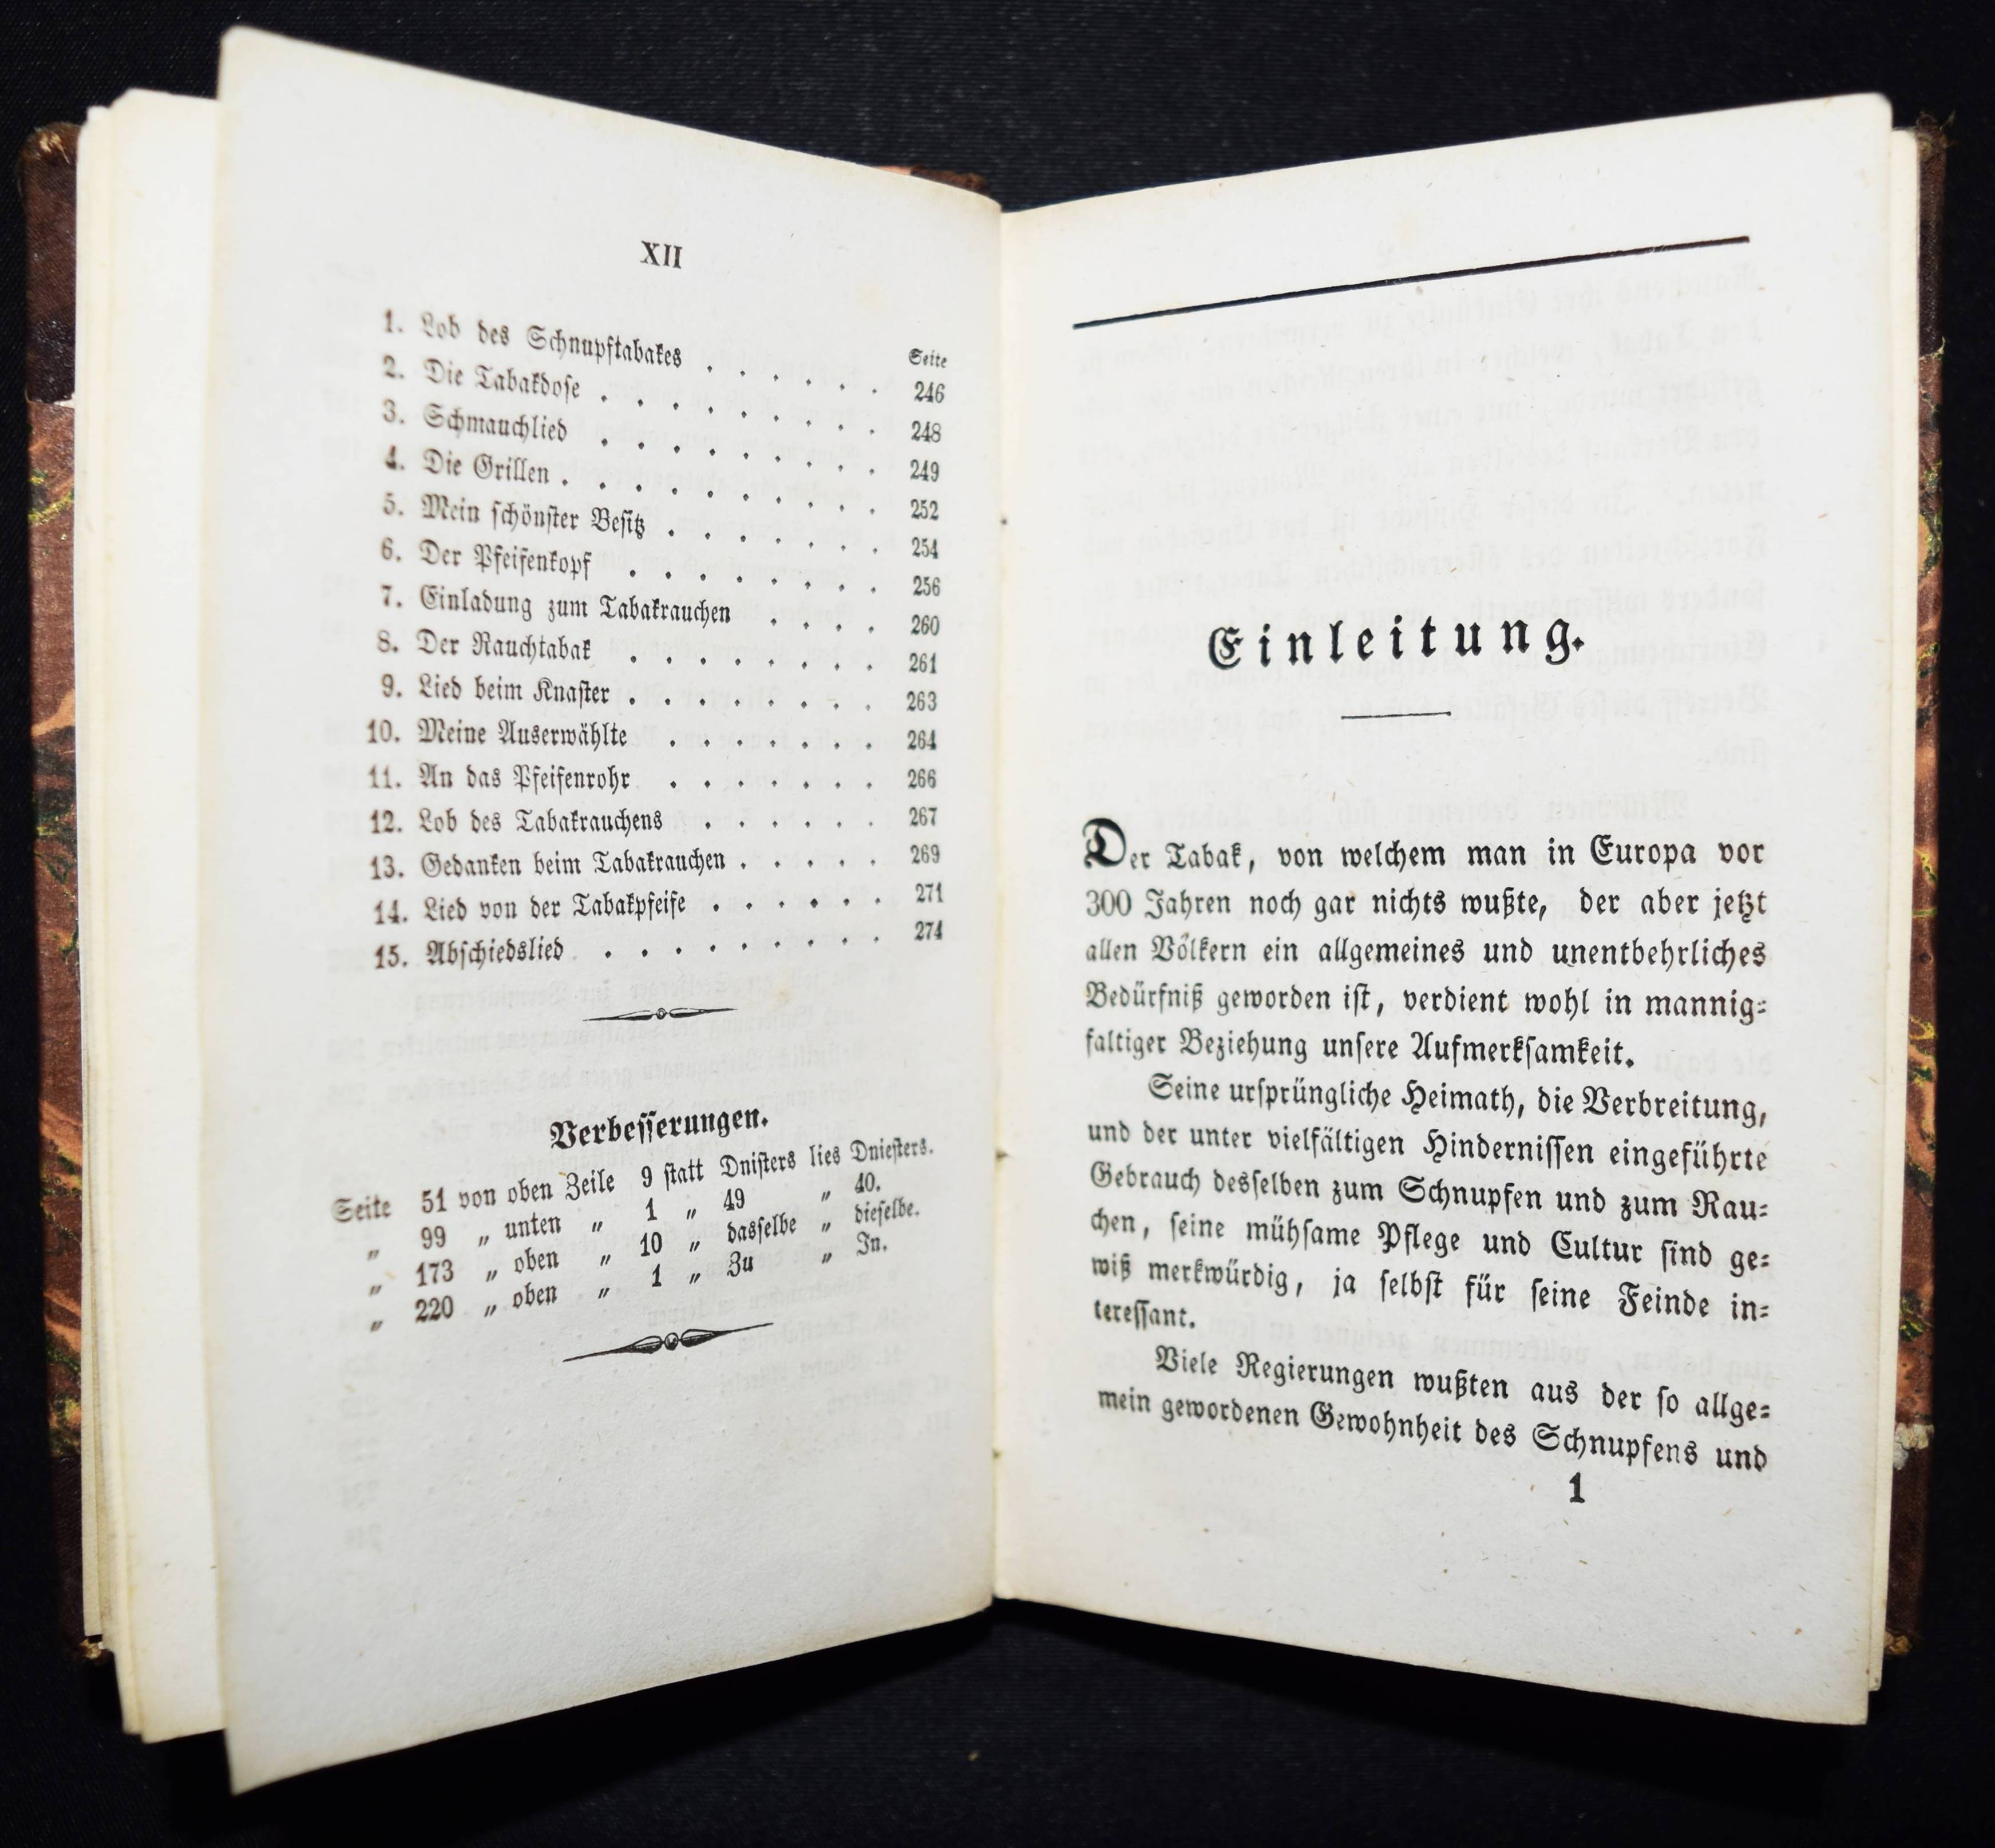 XII
Seite
1. Lob des Schnupftabakes . . . . . . 246
2. Die Tabakdose . . . . . . . . 248
3. Schmauchlied . . . . . . . . 249
4. Die Grillen . . . . . . . . . 252
5. Mein schönster Besitz . . . . . . . 254
6. Der Pfeifenkopf . . . . . . . . 256
7. Einladung zum Tabakrauchen . . . . 260
8. Der Rauchtabak . . . . . . . . 261
9. Lied beim Knaster . . . . . . . . 263
10. Meine Auserwählte . . . . . . . 264
11. An das Pfeifenrohr . . . . . . . 266
12. Lob des Tabakrauchens . . . . . . 267
13. Gedanken beim Tabakrauchen . . . . . 269
14. Lied von der Tabakpfeife . . . . . . 271
15. Abschiedslied . . . . . . . . . 274
Verbesserungen.
Seite 51 von oben Zeile 9 statt Dnisters lies Dniesters.
„ 99 „ unten „ 1 „ 49 „ 40.
„ 173 „ oben „ 10 „ dasselbe „ dieselbe.
„ 220 „ oben „ 1 „ Zu „ In.
Einleitung.
Der Tabak, von welchem man in Europa vor
300 Jahren noch gar nichts wußte, der aber jetzt
allen Völkern ein allgemeines und unentbehrliches
Bedürfniß geworden ist, verdient wohl in mannig=
faltiger Beziehung unsere Aufmerksamkeit.
Seine ursprüngliche Heimath, die Verbreitung,
und der unter vielfältigen Hindernissen eingeführte
Gebrauch desselben zum Schnupfen und zum Rau=
chen, seine mühsame Pflege und Cultur sind ge=
wiß merkwürdig, ja selbst für seine Feinde in=
teressant.
Viele Regierungen wußten aus der so allge=
mein gewordenen Gewohnheit des Schnupfens und
1